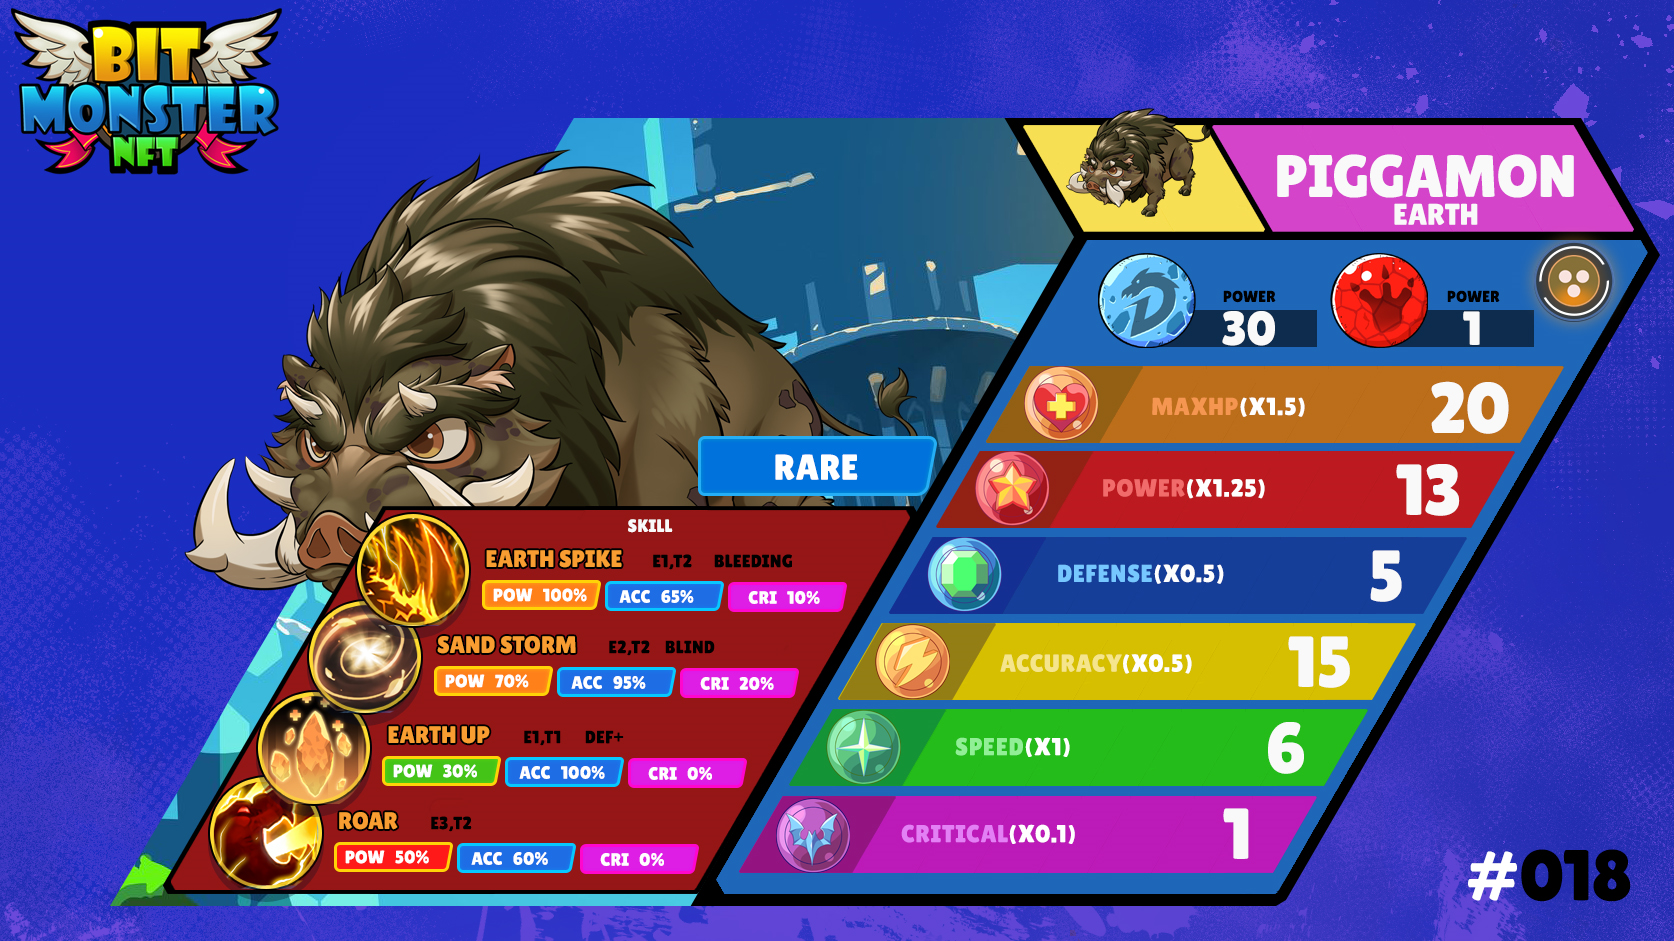 BIT
MONSTER
NFT
PIGGAMON
EARTH
POWER
30
POWER
1
MAXHP(X1.5) 20
POWER(X1.25) 13
DEFENSE(X0.5) 5
ACCURACY(X0.5) 15
SPEED(X1) 6
CRITICAL(X0.1) 1
RARE
SKILL
EARTH SPIKE E1,T2 BLEEDING
POW 100% ACC 65% CRI 10%
SAND STORM E2,T2 BLIND
POW 70% ACC 95% CRI 20%
EARTH UP E1,T1 DEF+
POW 30% ACC 100% CRI 0%
ROAR E3,T2
POW 50% ACC 60% CRI 0%
#018